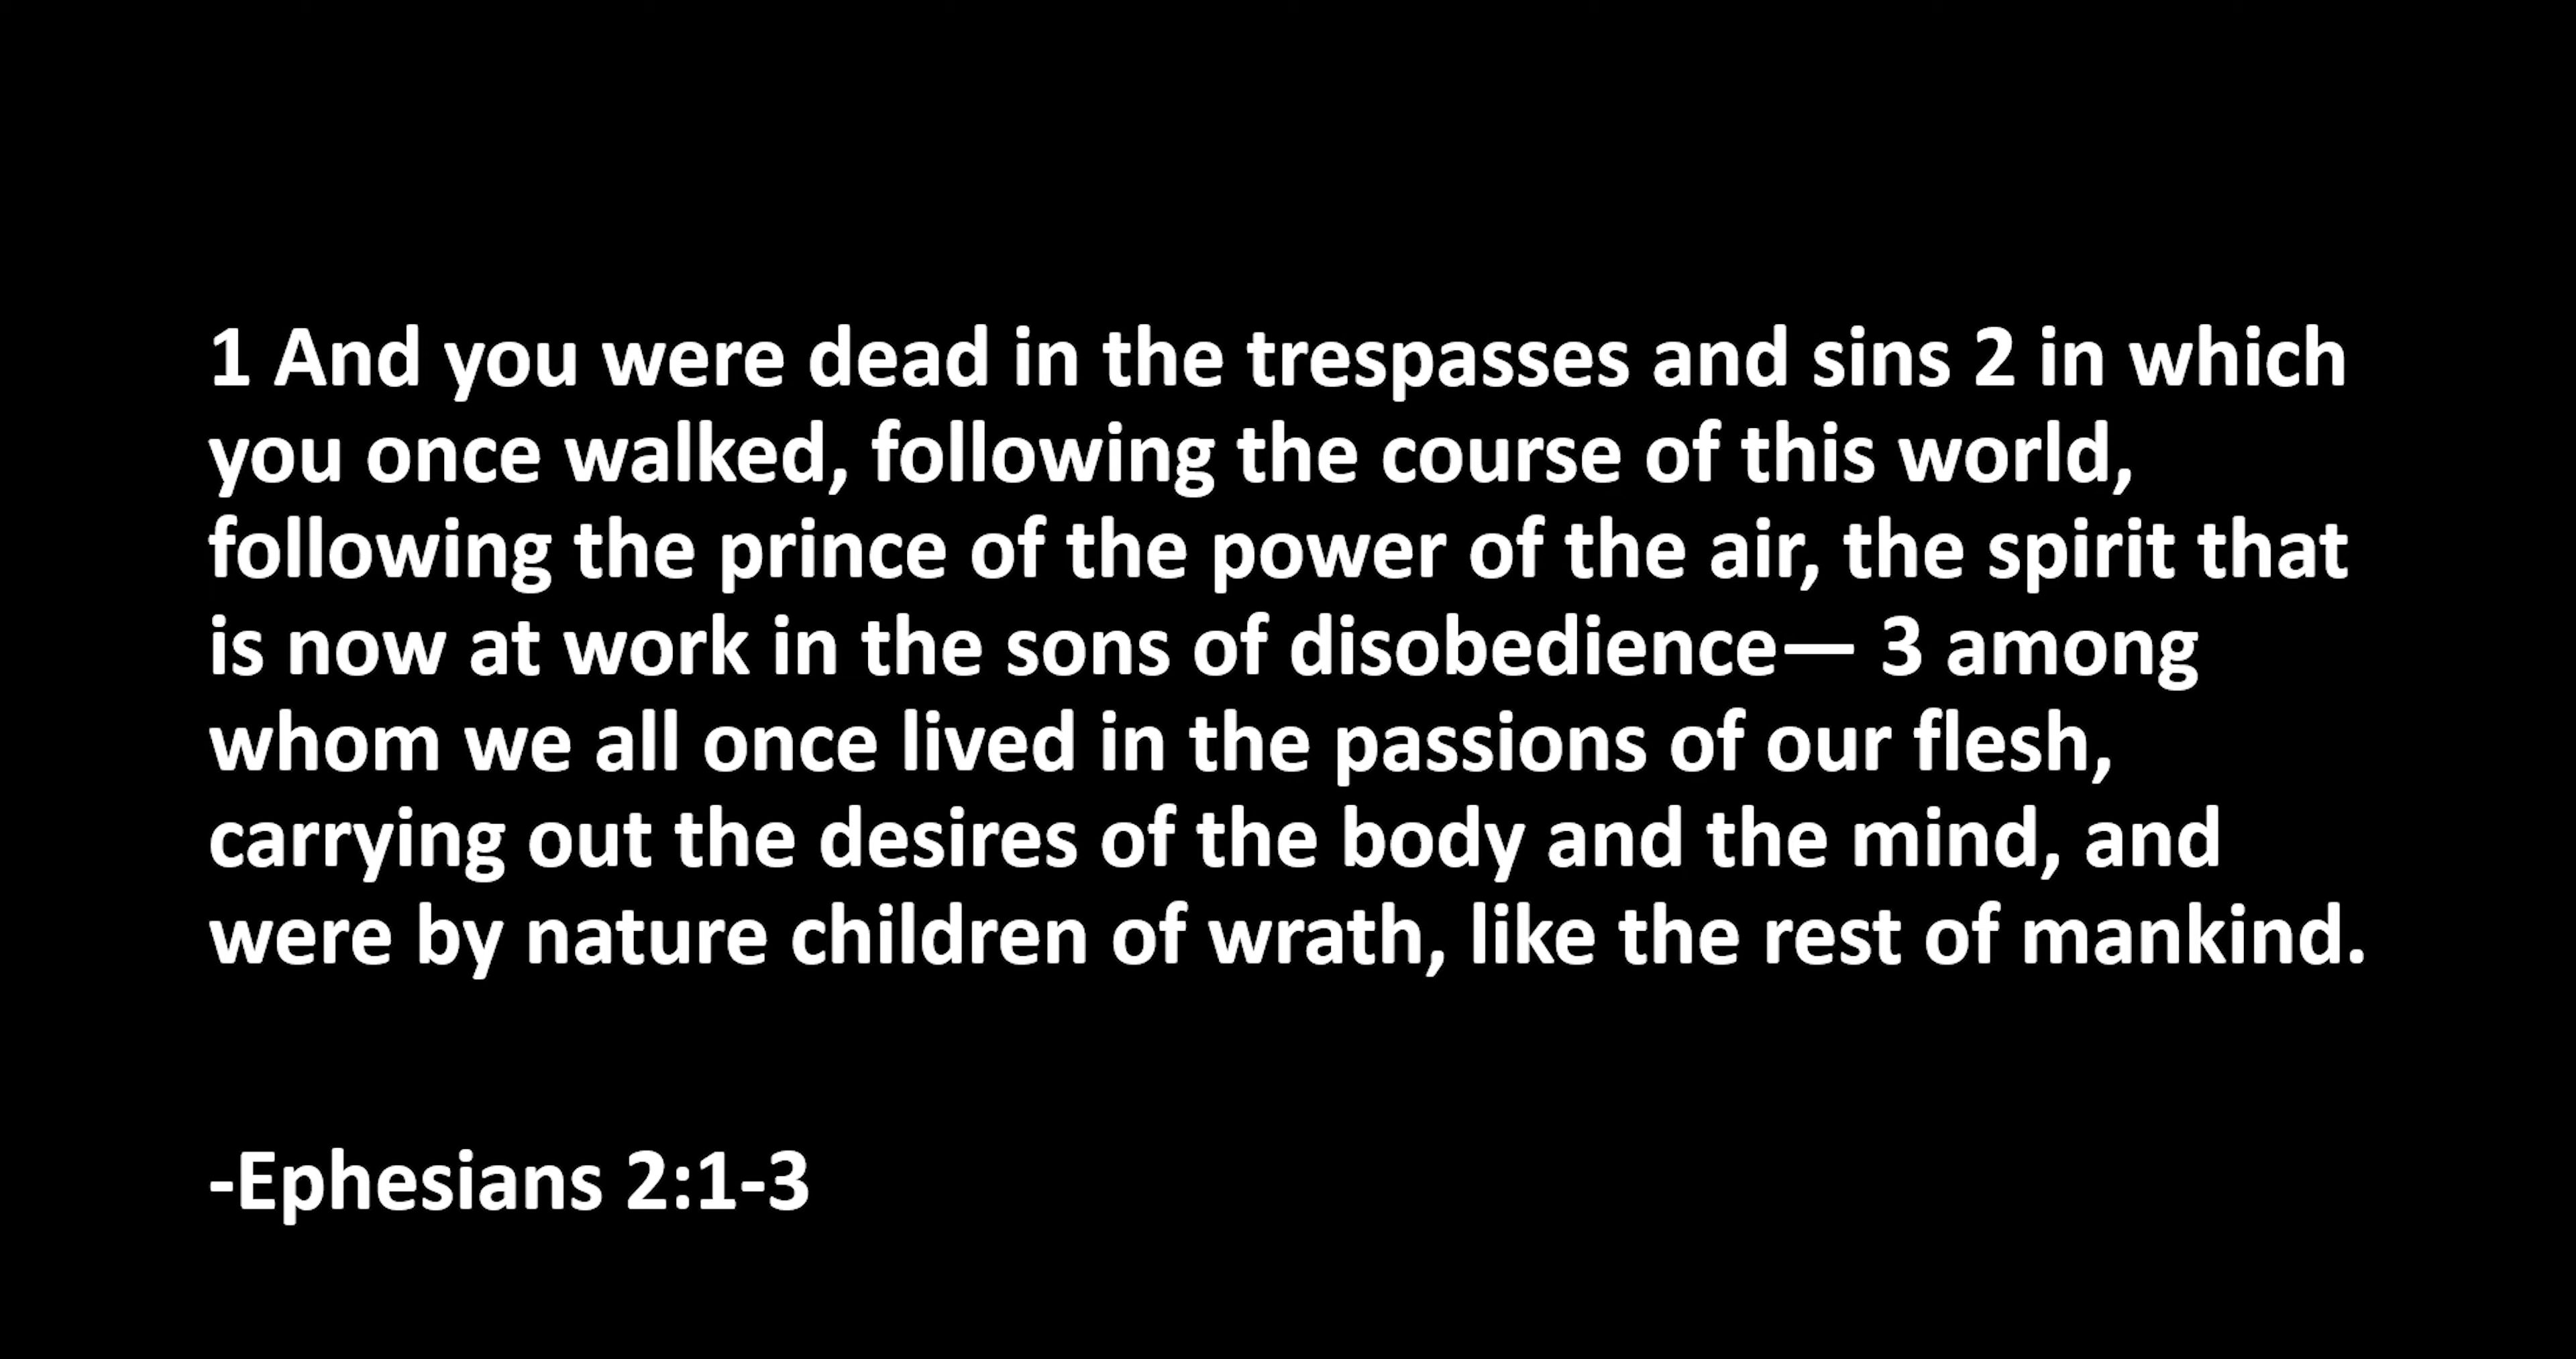 1 And you were dead in the trespasses and sins 2 in which
you once walked, following the course of this world,
following the prince of the power of the air, the spirit that
is now at work in the sons of disobedience— 3 among
whom we all once lived in the passions of our flesh,
carrying out the desires of the body and the mind, and
were by nature children of wrath, like the rest of mankind.
-Ephesians 2:1-3